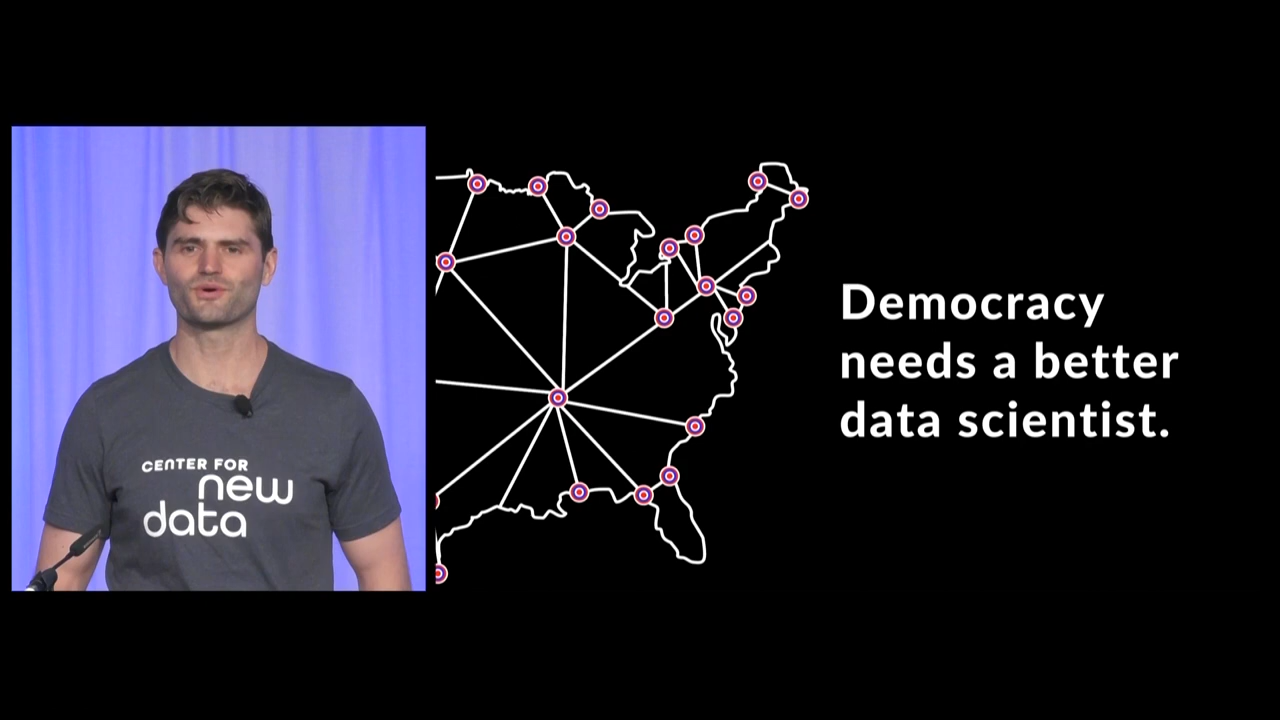 CENTER FOR
new
data
Democracy
needs a better
data scientist.